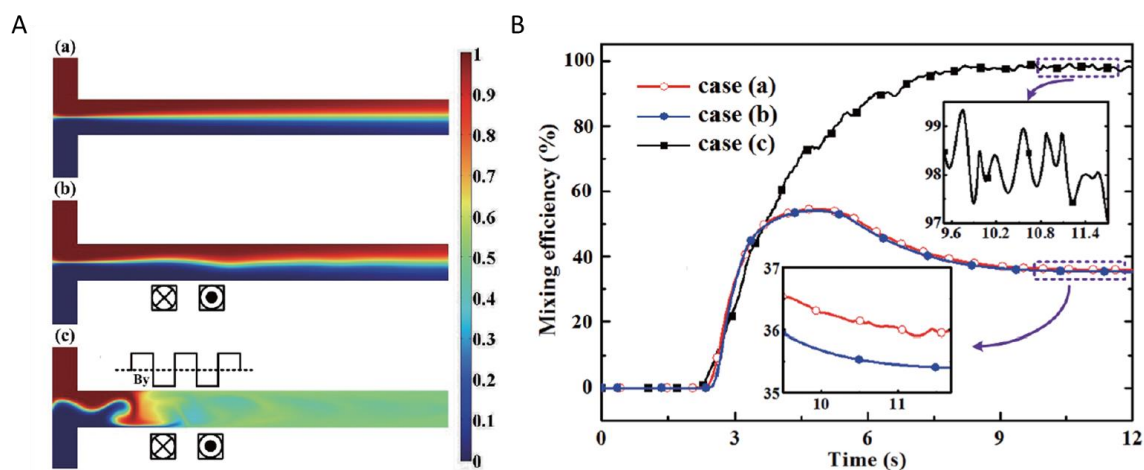 A
B
(a)
(b)
(c)
By
1
0.9
0.8
0.7
0.6
0.5
0.4
0.3
0.2
0.1
0
Mixing efficiency (%)
100
80
60
40
20
0
case (a)
case (b)
case (c)
99
98
97
9.6 10.2 10.8 11.4
37
36
35
10 11
0 3 6 9 12
Time (s)